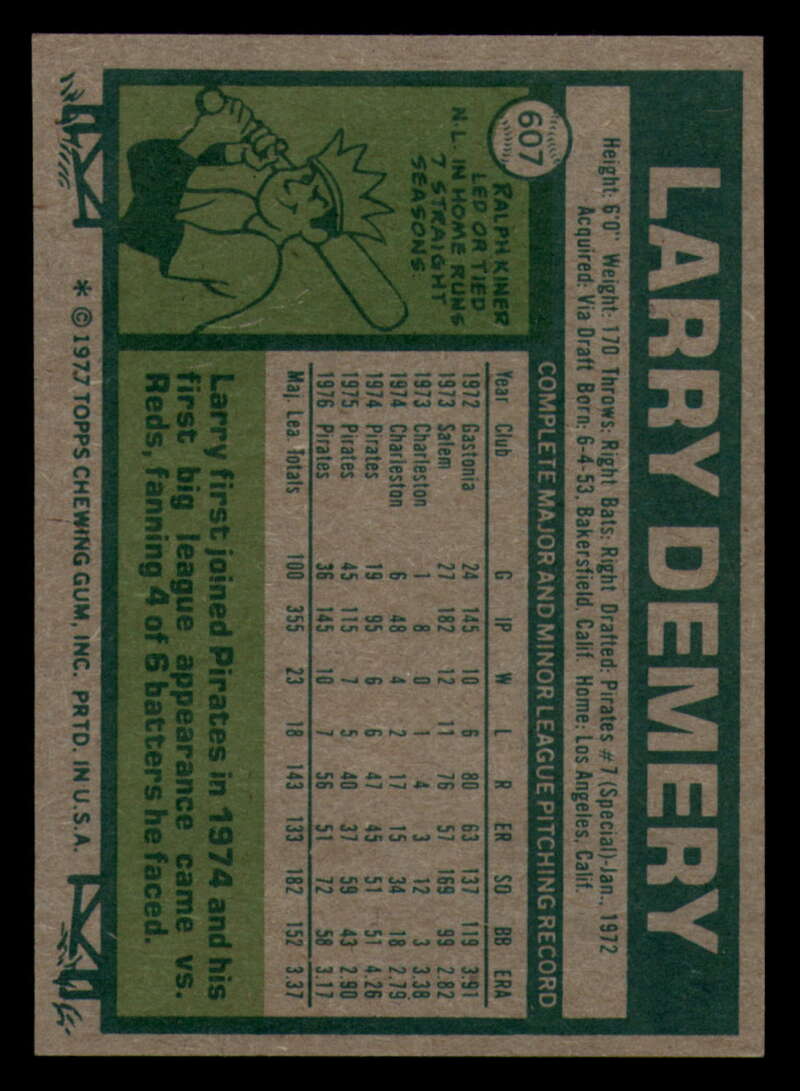 LARRY DEMERY
607
Height: 6'0" Weight: 170 Throws: Right Bats: Right Drafted: Pirates #7 (Special)-Jan., 1972
Acquired: Via Draft Born: 6-4-53, Bakersfield, Calif. Home: Los Angeles, Calif.
COMPLETE MAJOR AND MINOR LEAGUE PITCHING RECORD
Year Club G IP W L R ER SO BB ERA
1972 Gastonia 24 145 10 6 80 63 137 119 3.91
1973 Salem 27 182 12 11 76 57 169 99 2.82
1973 Charleston 1 8 0 1 4 3 12 3 3.38
1974 Charleston 6 48 4 2 17 15 34 18 2.79
1974 Pirates 19 95 6 6 47 45 51 51 4.26
1975 Pirates 45 115 7 5 40 37 59 43 2.90
1976 Pirates 36 145 10 7 56 51 72 58 3.17
Maj. Lea. Totals 100 355 23 18 143 133 182 152 3.37
RALPH KINER
LED OR TIED
N.L. IN HOME RUNS
7 STRAIGHT
SEASONS.
Larry first joined Pirates in 1974 and his
first big league appearance came vs.
Reds, fanning 4 of 6 batters he faced.
* © 1977 TOPPS CHEWING GUM, INC. PRTD. IN U.S.A.